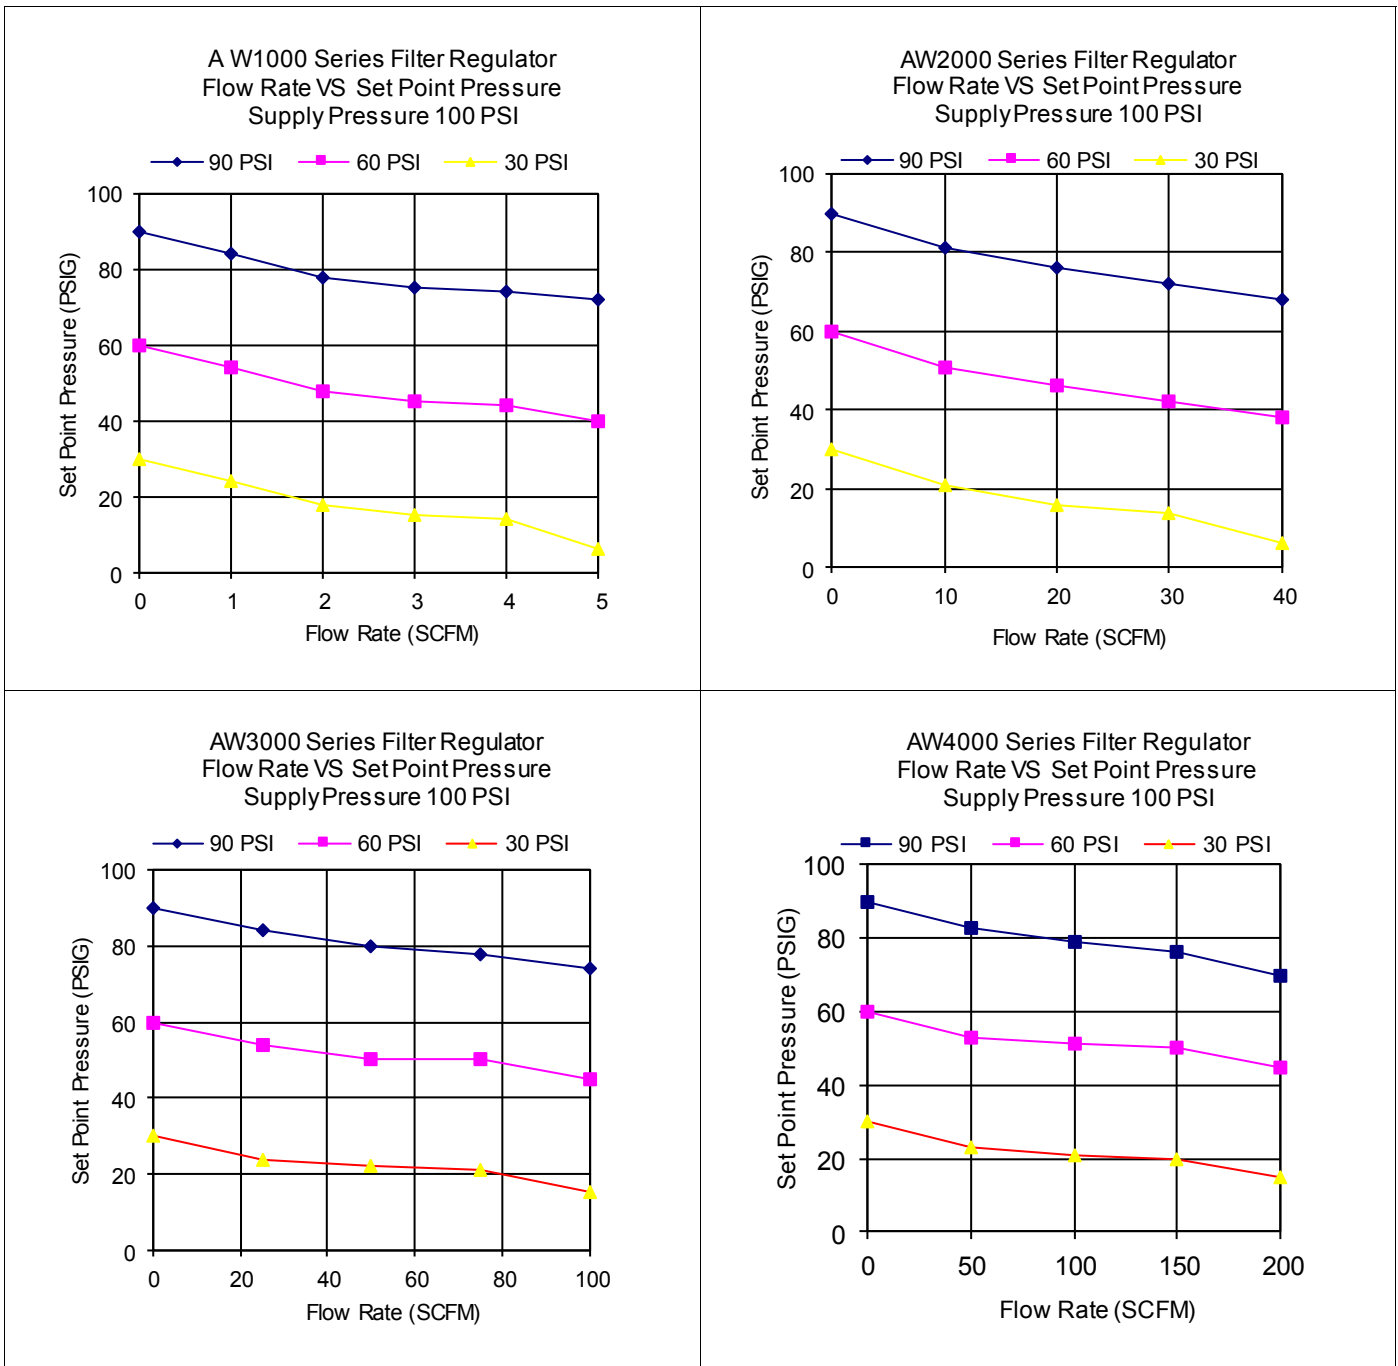 A W1000 Series Filter Regulator
Flow Rate VS Set Point Pressure
Supply Pressure 100 PSI
90 PSI 60 PSI 30 PSI
100
80
60
40
20
0
Set Point Pressure (PSIG)
0 1 2 3 4 5
Flow Rate (SCFM)
AW2000 Series Filter Regulator
Flow Rate VS Set Point Pressure
Supply Pressure 100 PSI
90 PSI 60 PSI 30 PSI
100
80
60
40
20
0
Set Point Pressure (PSIG)
0 10 20 30 40
Flow Rate (SCFM)
AW3000 Series Filter Regulator
Flow Rate VS Set Point Pressure
Supply Pressure 100 PSI
90 PSI 60 PSI 30 PSI
100
80
60
40
20
0
Set Point Pressure (PSIG)
0 20 40 60 80 100
Flow Rate (SCFM)
AW4000 Series Filter Regulator
Flow Rate VS Set Point Pressure
Supply Pressure 100 PSI
90 PSI 60 PSI 30 PSI
100
80
60
40
20
0
Set Point Pressure (PSIG)
0 50 100 150 200
Flow Rate (SCFM)